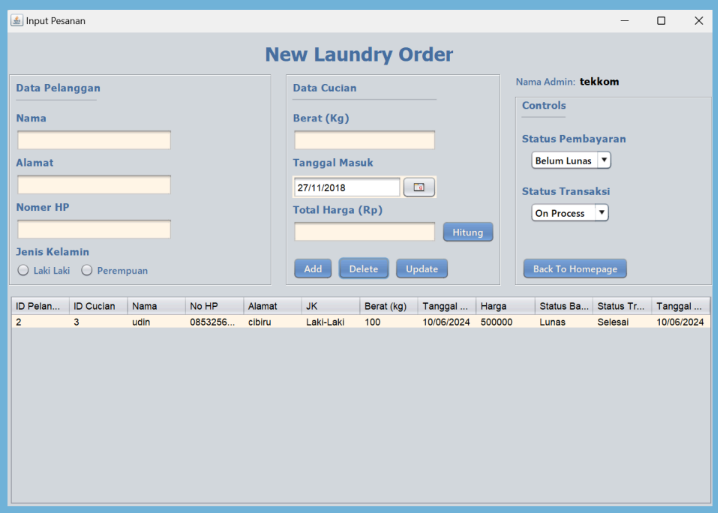 Input Pesanan
New Laundry Order
Nama Admin: tekkom
Data Pelanggan
Nama
Alamat
Nomer HP
Jenis Kelamin
Laki Laki Perempuan
Data Cucian
Berat (Kg)
Tanggal Masuk
27/11/2018
Total Harga (Rp)
Hitung
Add Delete Update
Controls
Status Pembayaran
Belum Lunas
Status Transaksi
On Process
Back To Homepage
ID Pelan... ID Cucian Nama No HP Alamat JK Berat (kg) Tanggal ... Harga Status Ba... Status Tr... Tanggal ...
2 3 udin 0853256... cibiru Laki-Laki 100 10/06/2024 500000 Lunas Selesai 10/06/2024